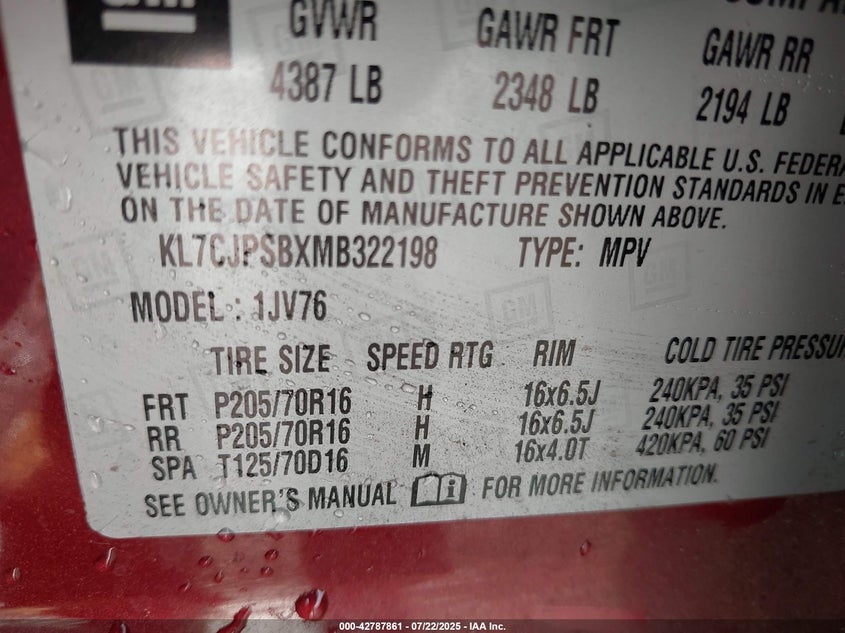 GM
GVWR GAWR FRT GAWR RR
4387 LB 2348 LB 2194 LB
THIS VEHICLE CONFORMS TO ALL APPLICABLE U.S. FEDERA
VEHICLE SAFETY AND THEFT PREVENTION STANDARDS IN E
ON THE DATE OF MANUFACTURE SHOWN ABOVE.
KL7CJPSBXMB322198 TYPE: MPV
MODEL : 1JV76
TIRE SIZE SPEED RTG RIM COLD TIRE PRESSU
FRT P205/70R16 H 16x6.5J 240KPA, 35 PSI
RR P205/70R16 H 16x6.5J 240KPA, 35 PSI
SPA T125/70D16 M 16x4.0T 420KPA, 60 PSI
SEE OWNER'S MANUAL FOR MORE INFORMATION.
000-42787861 - 07/22/2025 - IAA Inc.